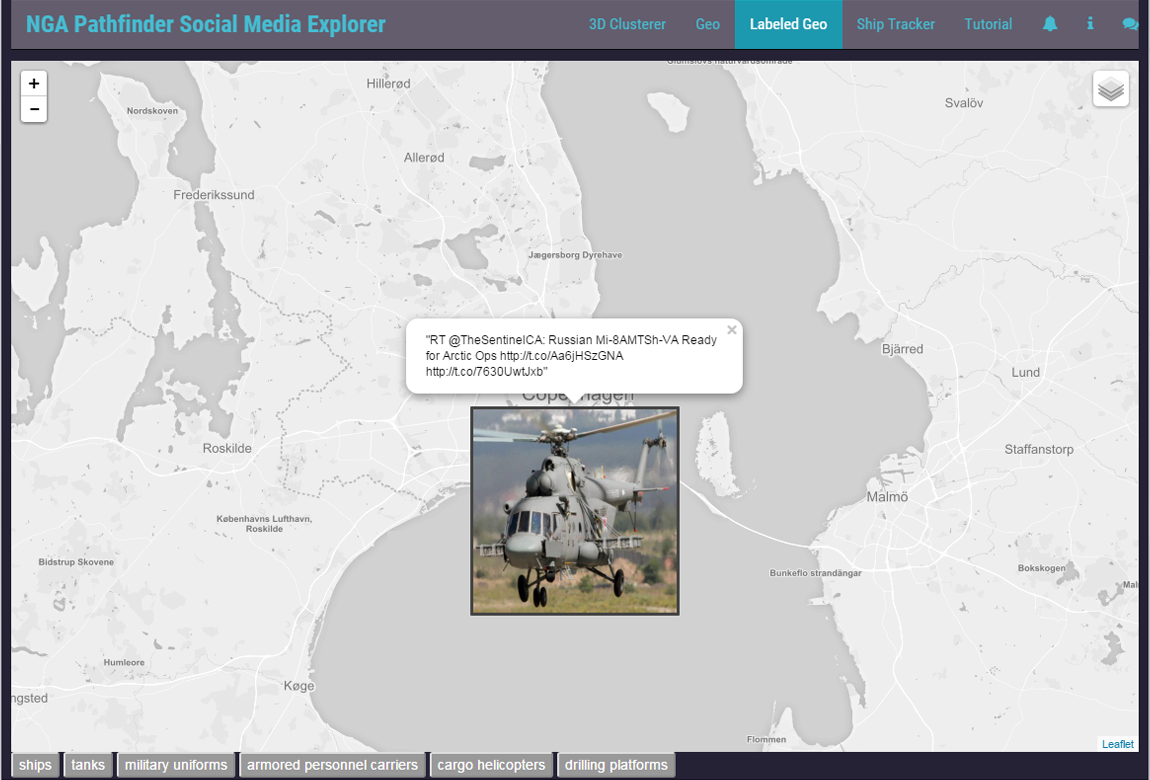 NGA Pathfinder Social Media Explorer
3D Clusterer
Geo
Labeled Geo
Ship Tracker
Tutorial
+
−
Hillerød
Svalöv
Nordskoven
Allerød
Frederikssund
Jægersborg Dyrehave
×
"RT @TheSentinelCA: Russian Mi-8AMTSh-VA Ready
for Arctic Ops http://t.co/Aa6jHSzGNA
http://t.co/7630UwtJxb"
Bjärred
Lund
Roskilde
Staffanstorp
Malmö
Københavns Lufthavn,
Roskilde
Bidstrup Skovene
Bunkeflo strandängar
Bokskogen
Humleore
Køge
ngsted
Flommen
Leaflet
ships
tanks
military uniforms
armored personnel carriers
cargo helicopters
drilling platforms